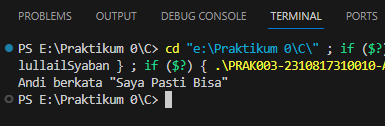 PROBLEMS OUTPUT DEBUG CONSOLE TERMINAL PORTS
PS E:\Praktikum 0\C> cd "e:\Praktikum 0\C\" ; if ($?)
lullailSyaban } ; if ($?) { .\PRAK003-2310817310010-A
Andi berkata "Saya Pasti Bisa"
PS E:\Praktikum 0\C>